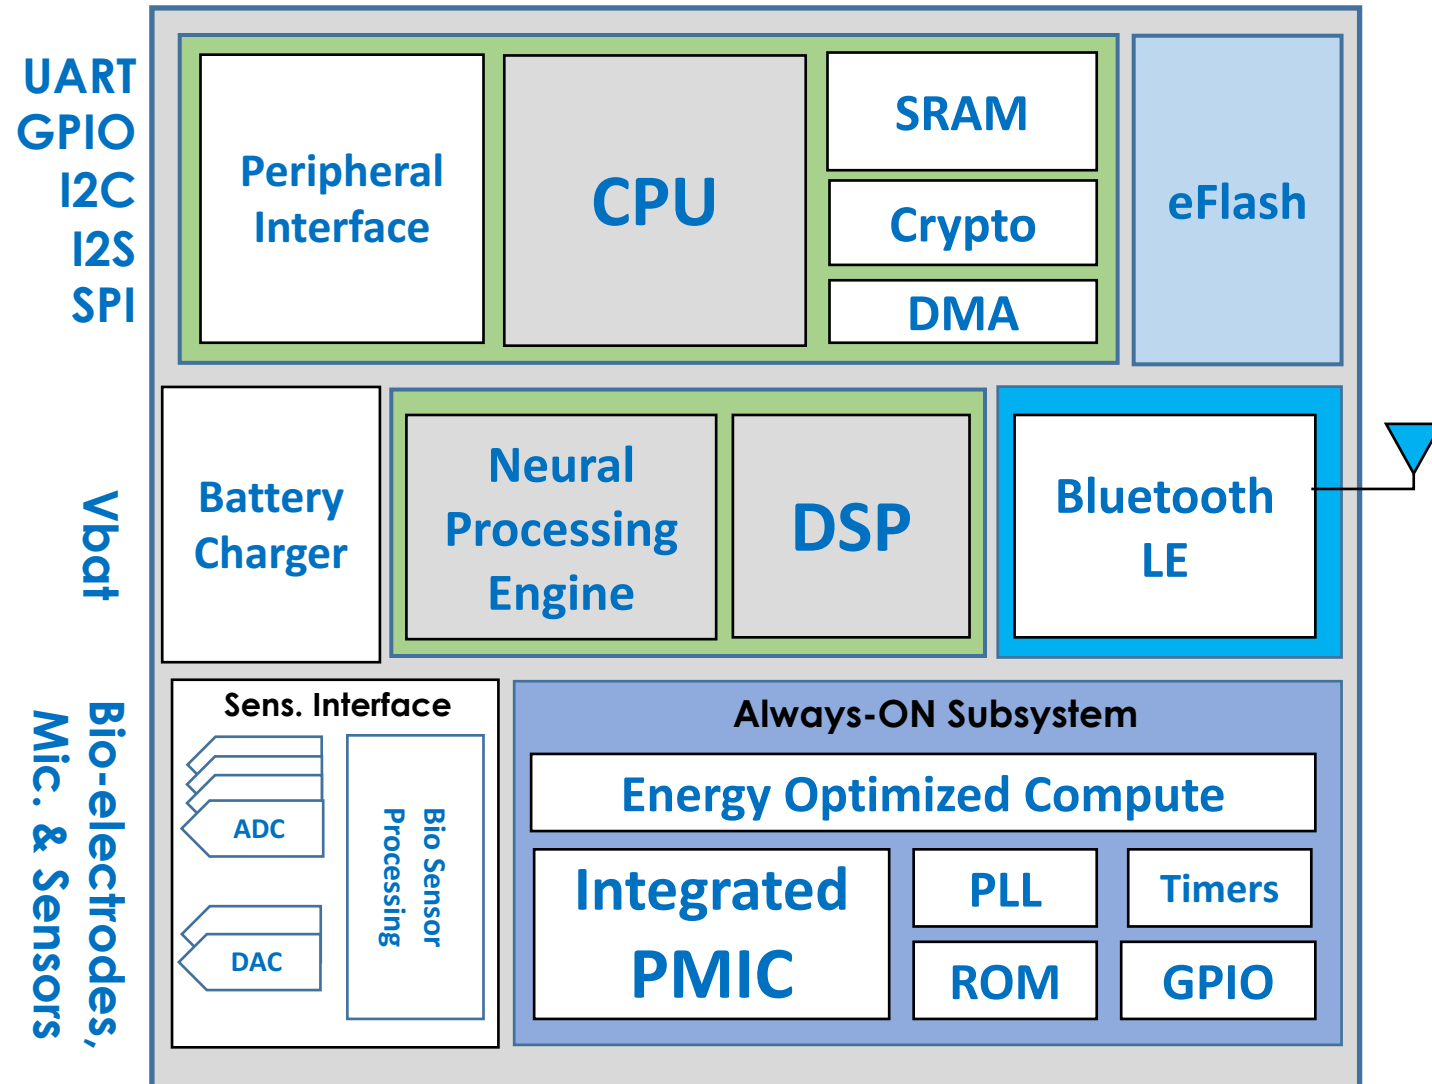 UART
GPIO
I2C
I2S
SPI
Peripheral
Interface
CPU
SRAM
Crypto
DMA
eFlash
Vbat
Battery
Charger
Neural
Processing
Engine
DSP
Bluetooth
LE
Bio-electrodes,
Mic. & Sensors
Sens. Interface
ADC
DAC
Bio Sensor
Processing
Always-ON Subsystem
Energy Optimized Compute
Integrated
PMIC
PLL
Timers
ROM
GPIO